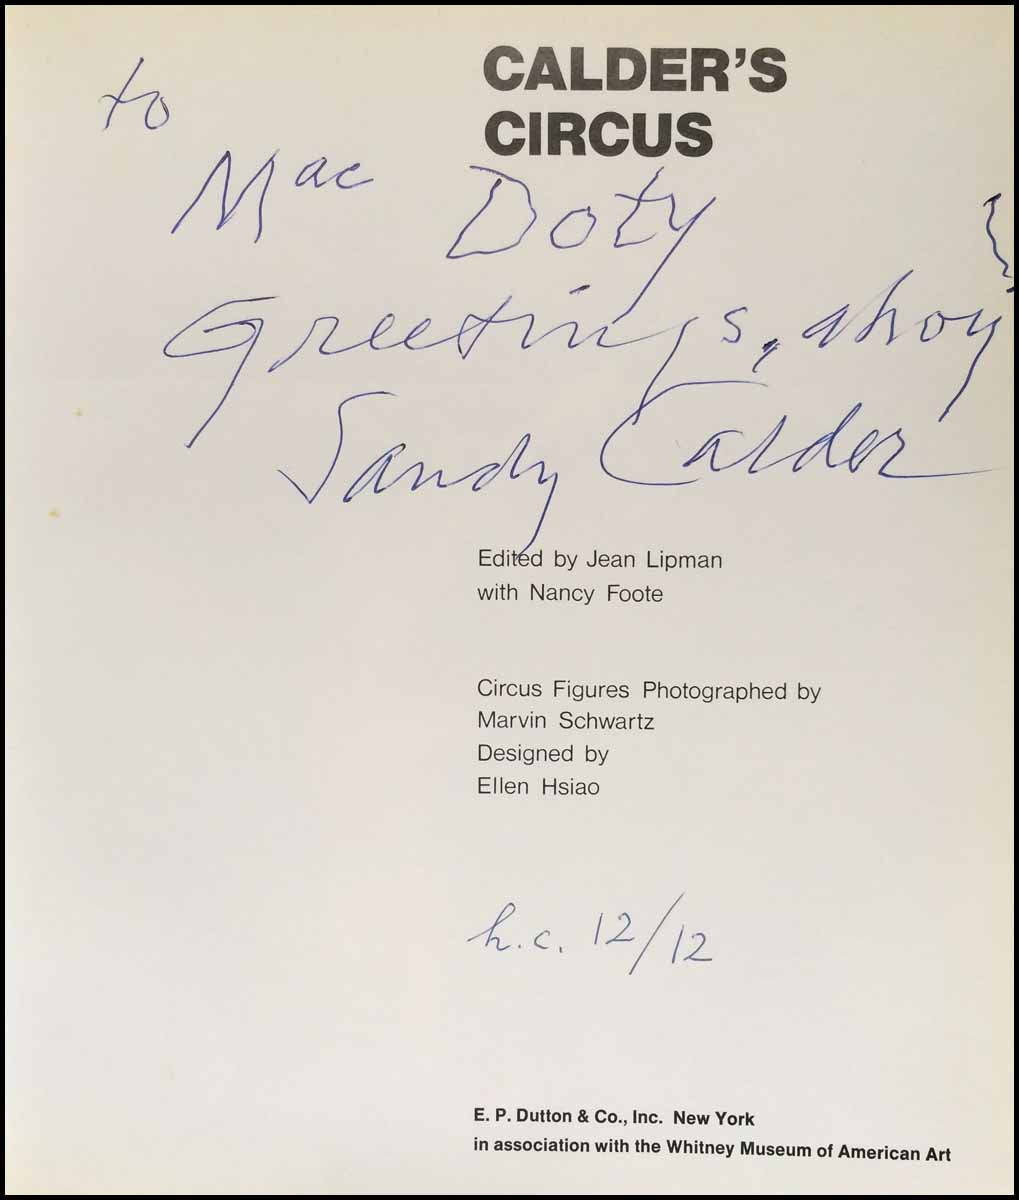 CALDER'S
CIRCUS
to
Mac Doty
Greetings, ahoy!
Sandy Calder
Edited by Jean Lipman
with Nancy Foote
Circus Figures Photographed by
Marvin Schwartz
Designed by
Ellen Hsiao
h.c. 12/12
E. P. Dutton & Co., Inc. New York
in association with the Whitney Museum of American Art